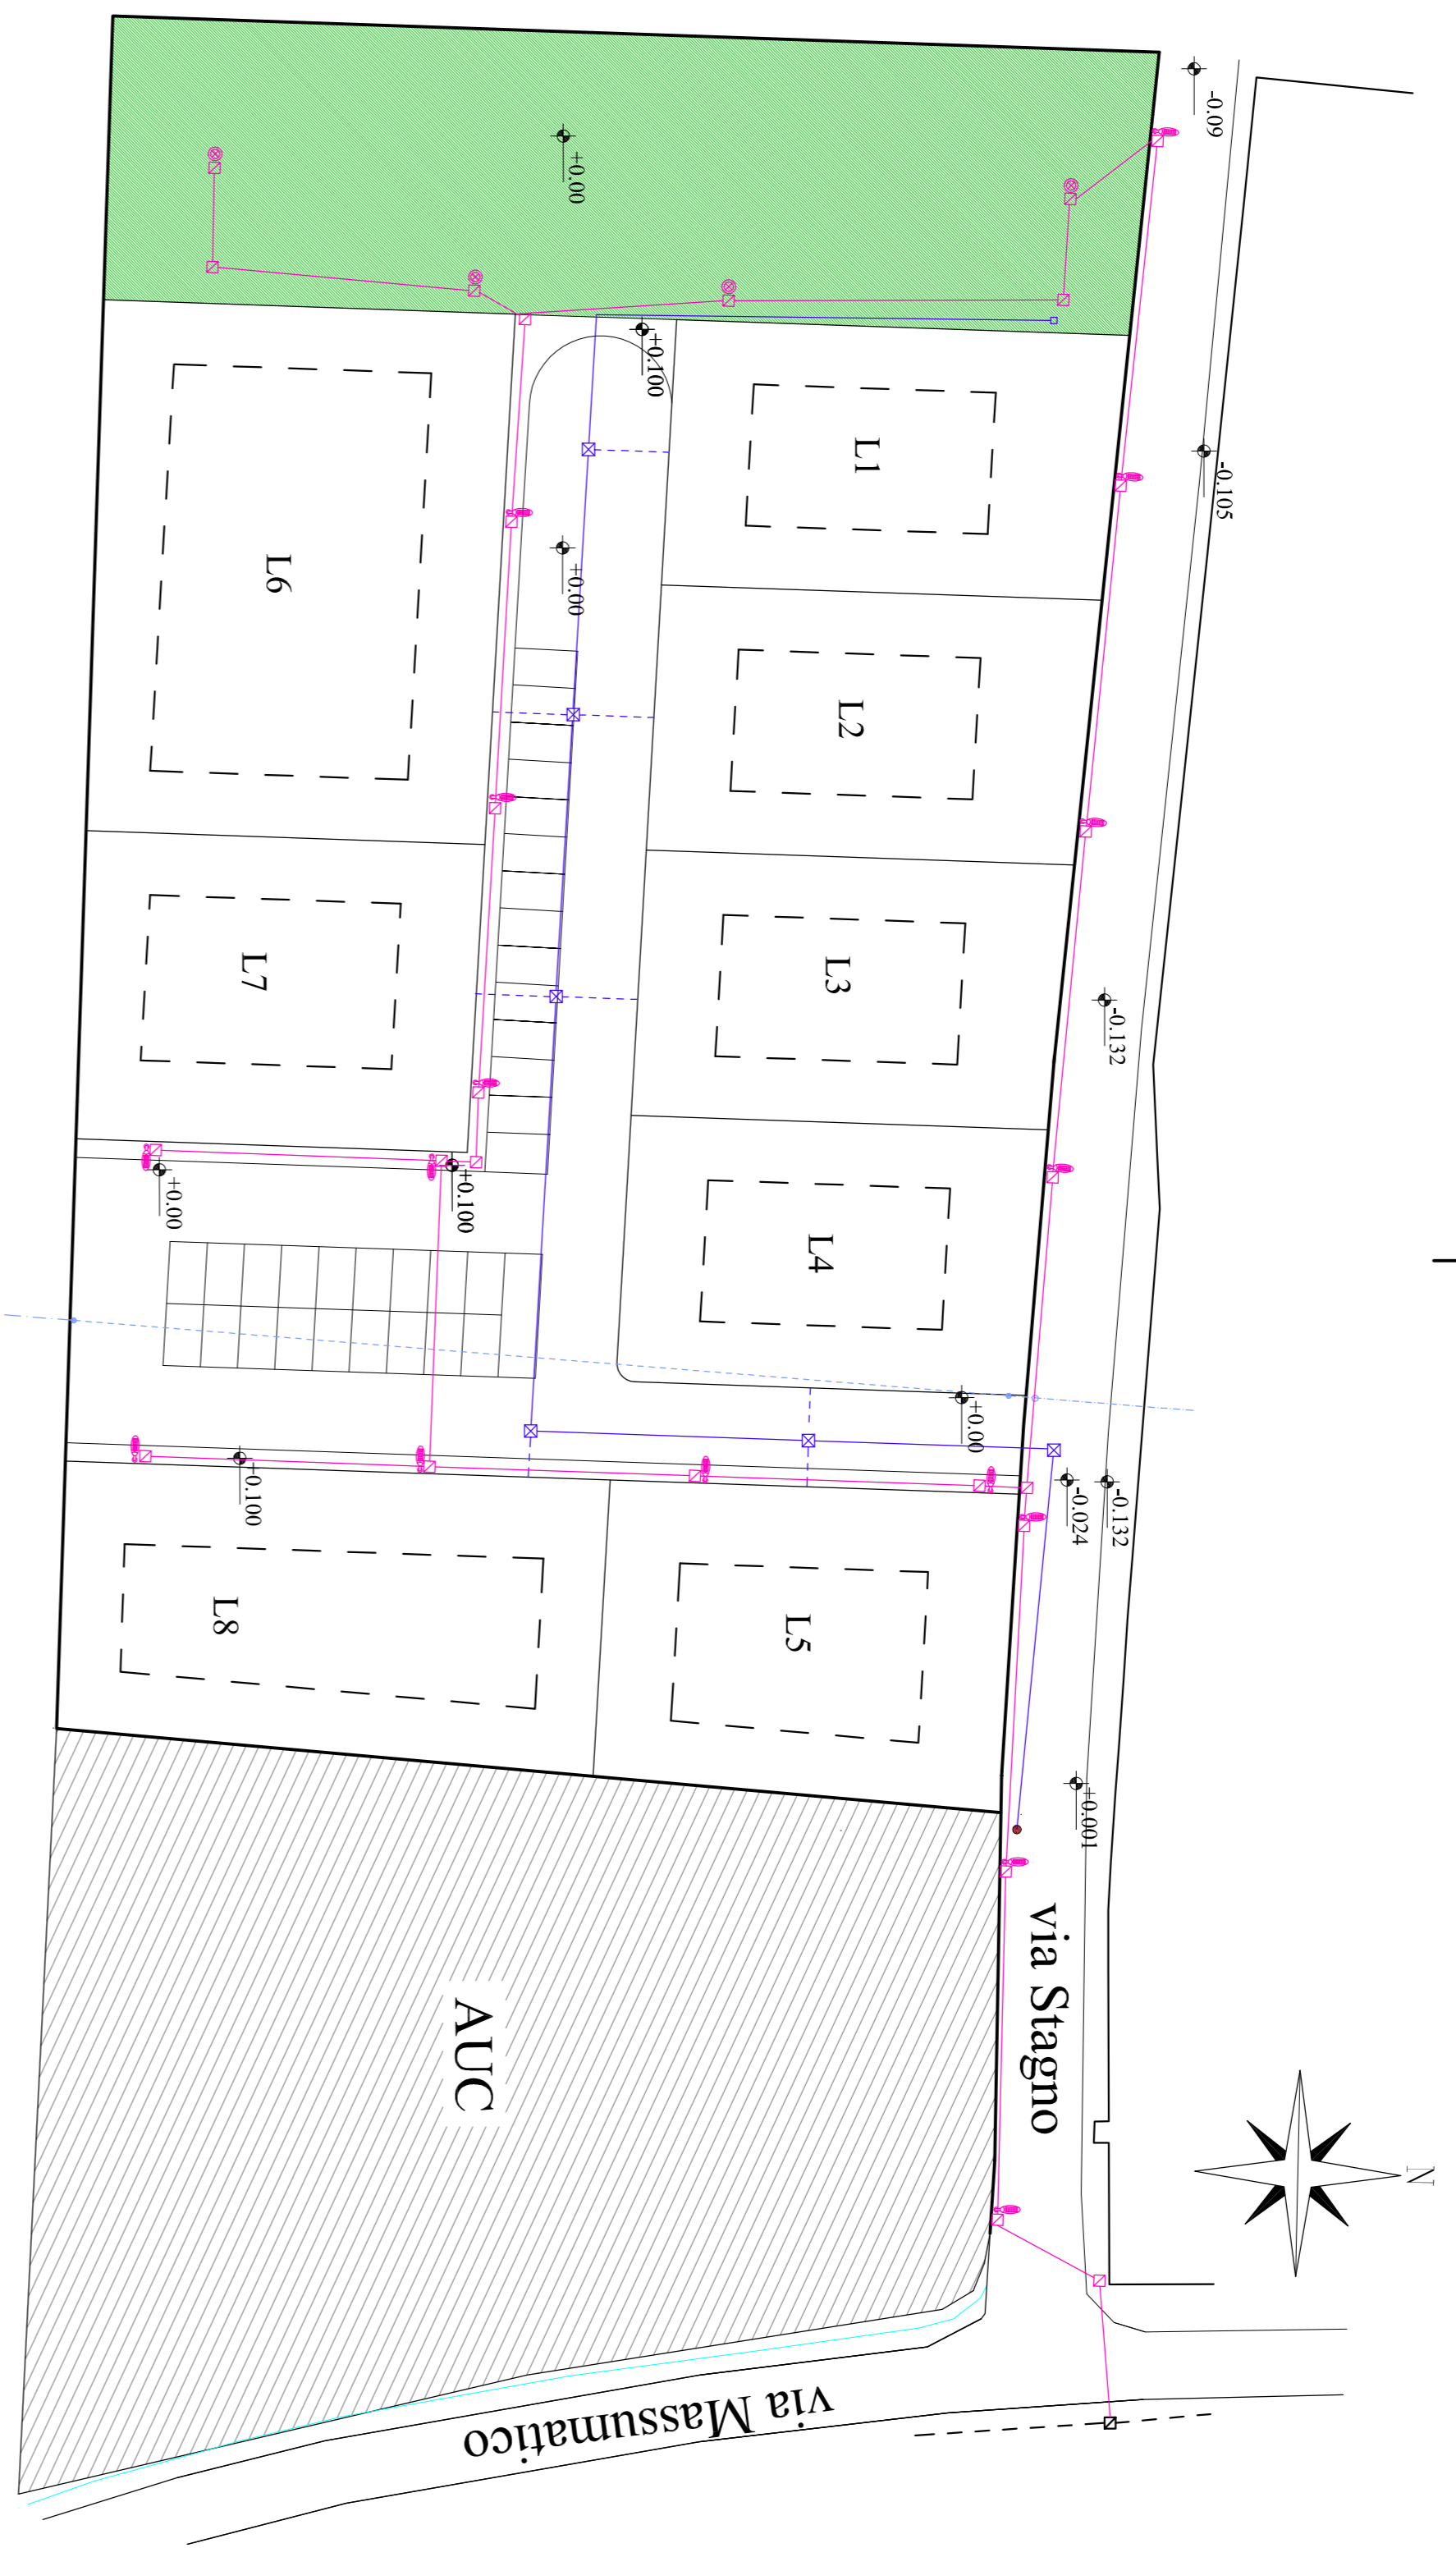 -0.09
+0.00
+0.100
-0.105
L1
L6
+0.00
L2
L3
L7
-0.132
L4
+0.00
+0.100
+0.00
-0.024
-0.132
+0.100
L8
L5
+0.001
via Stagno
AUC
N
via Massumatico